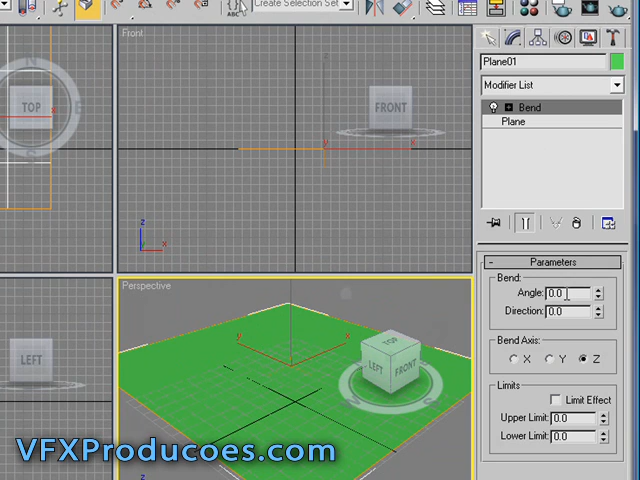 Create Selection Set
ABC
Front
N
TOP
S
FRONT
x
y
x
z
x
Plane01
Modifier List
Bend
Plane
Perspective
LEFT
y
x
TOP
LEFT
FRONT
z
Parameters
Bend:
Angle: 0.0
Direction: 0.0
Bend Axis:
X Y Z
Limits
Limit Effect
Upper Limit: 0.0
Lower Limit: 0.0
VFXProducoes.com